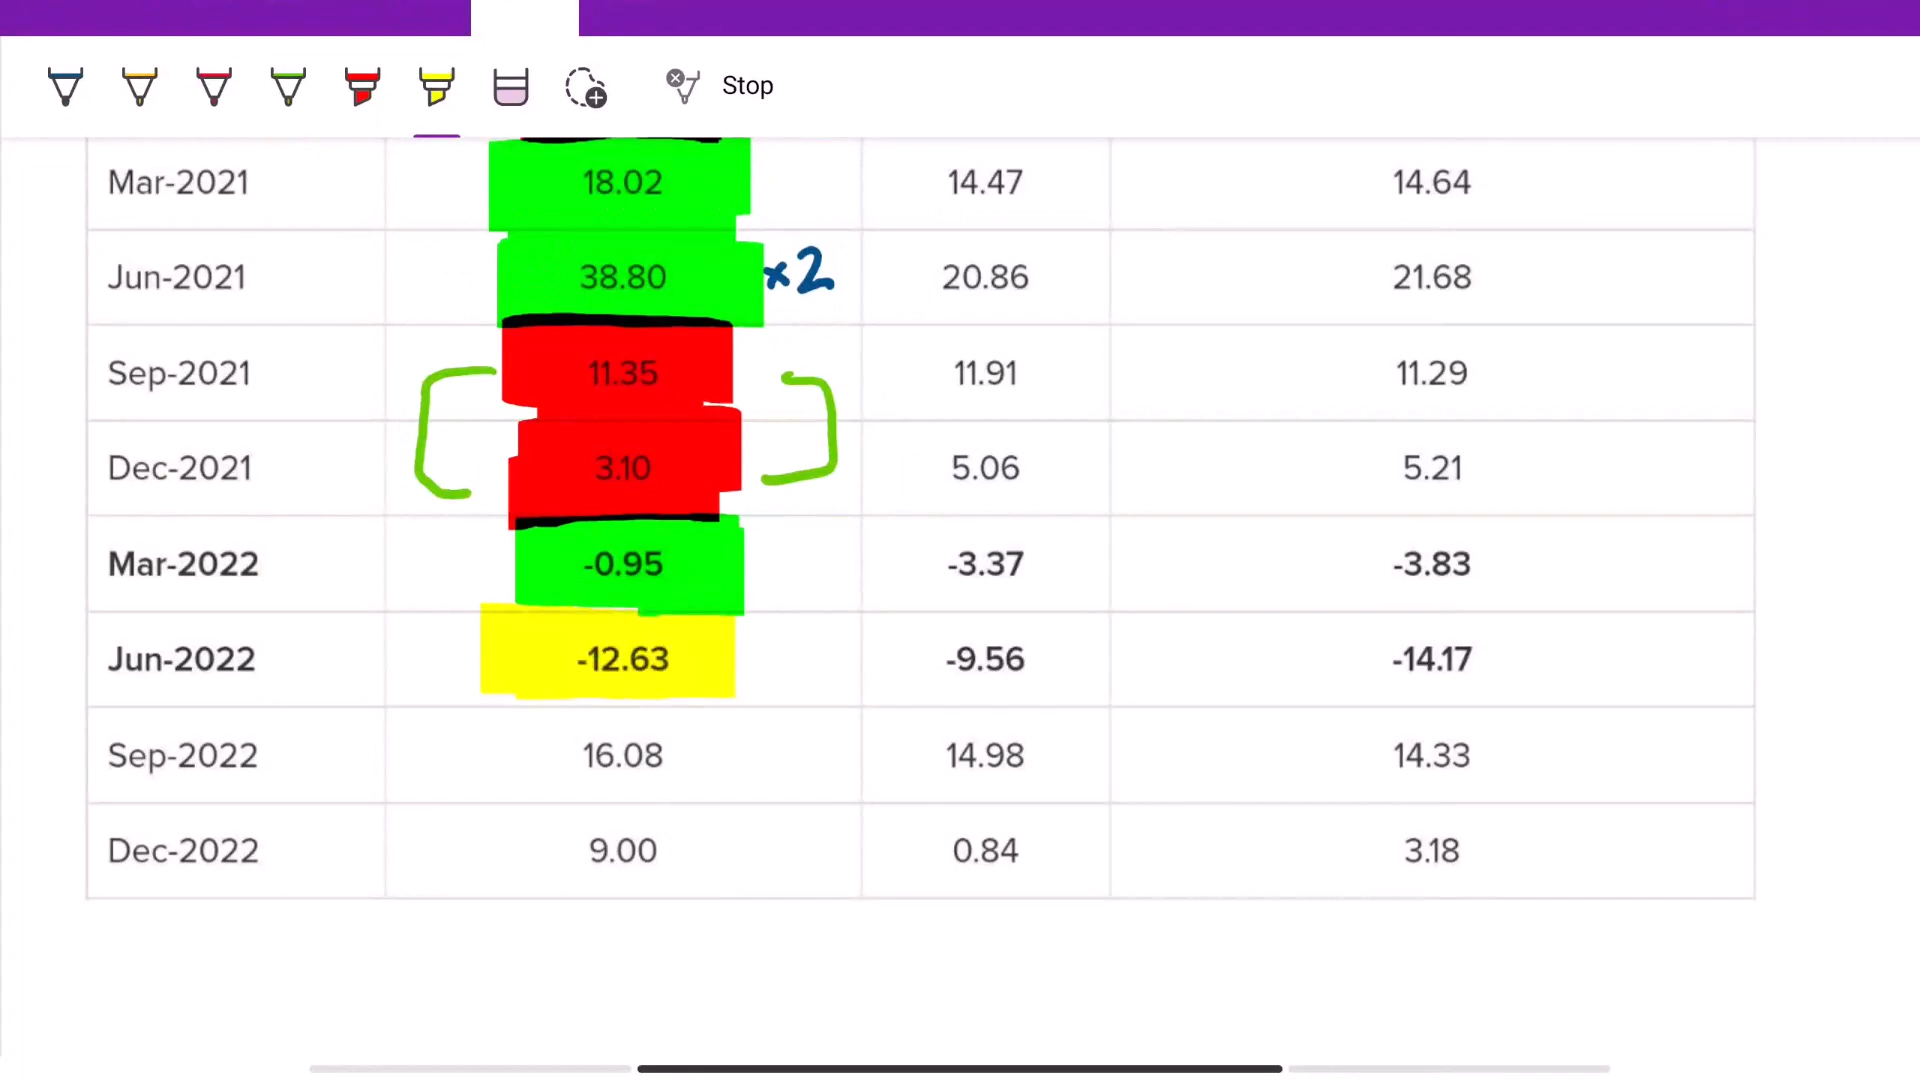 Stop
Mar-2021 18.02 14.47 14.64
Jun-2021 38.80 ×2 20.86 21.68
Sep-2021 11.35 11.91 11.29
Dec-2021 3.10 5.06 5.21
Mar-2022 -0.95 -3.37 -3.83
Jun-2022 -12.63 -9.56 -14.17
Sep-2022 16.08 14.98 14.33
Dec-2022 9.00 0.84 3.18